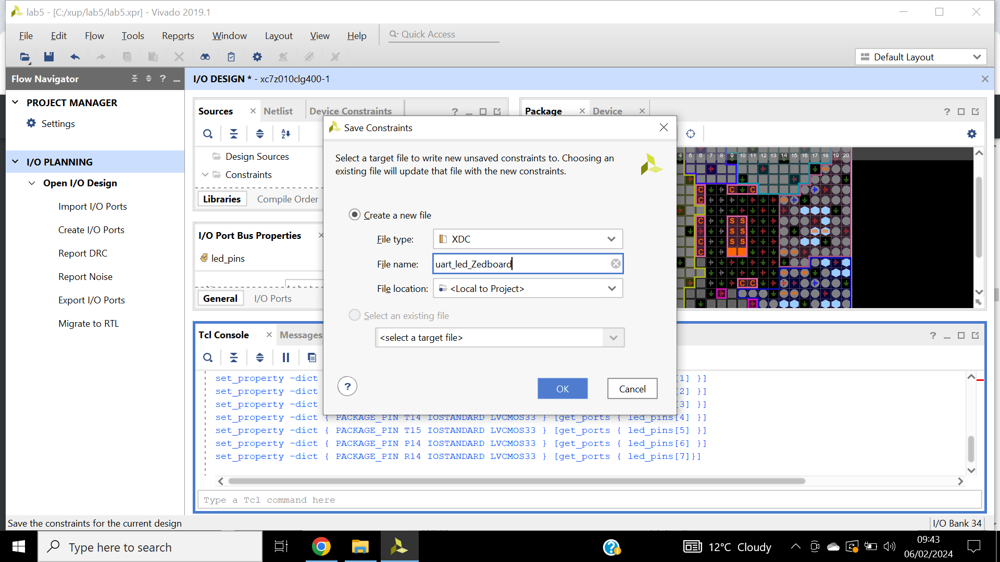 lab5 - [C:/xup/lab5/lab5.xpr] - Vivado 2019.1
File Edit Flow Tools Reports Window Layout View Help Quick Access
Default Layout
Flow Navigator
I/O DESIGN * - xc7z010clg400-1
PROJECT MANAGER
Settings
I/O PLANNING
Open I/O Design
Import I/O Ports
Create I/O Ports
Report DRC
Report Noise
Export I/O Ports
Migrate to RTL
Sources Netlist Device Constraints
Design Sources
Constraints
Libraries Compile Order
I/O Port Bus Properties
led_pins
General I/O Ports
Package Device
4 5 6 7 8 9 10 11 12 13 14 15 16 17 18 19 20
Save Constraints
Select a target file to write new unsaved constraints to. Choosing an
existing file will update that file with the new constraints.
Create a new file
File type: XDC
File name: uart_led_Zedboard
File location: <Local to Project>
Select an existing file
<select a target file>
OK Cancel
Tcl Console Messages
set_property -dict [1] }]
set_property -dict [2] }]
set_property -dict [3] }]
set_property -dict { PACKAGE_PIN T14 IOSTANDARD LVCMOS33 } [get_ports { led_pins[4] }]
set_property -dict { PACKAGE_PIN T15 IOSTANDARD LVCMOS33 } [get_ports { led_pins[5] }]
set_property -dict { PACKAGE_PIN P14 IOSTANDARD LVCMOS33 } [get_ports { led_pins[6] }]
set_property -dict { PACKAGE_PIN R14 IOSTANDARD LVCMOS33 } [get_ports { led_pins[7]}]
Type a Tcl command here
Save the constraints for the current design
I/O Bank 34
Type here to search
12°C Cloudy
09:43
06/02/2024